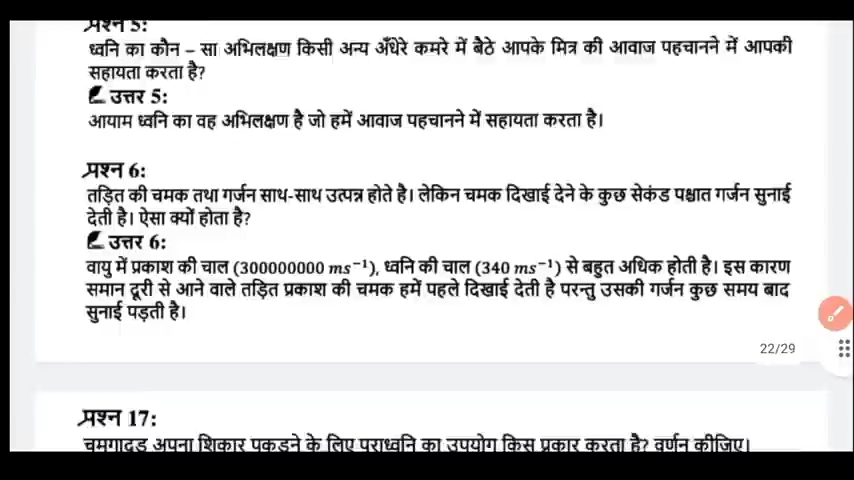 प्रश्न 5:
ध्वनि का कौन – सा अभिलक्षण किसी अन्य अँधेरे कमरे में बैठे आपके मित्र की आवाज पहचानने में आपकी
सहायता करता है?
उत्तर 5:
आयाम ध्वनि का वह अभिलक्षण है जो हमें आवाज पहचानने में सहायता करता है।
प्रश्न 6:
तड़ित की चमक तथा गर्जन साथ-साथ उत्पन्न होते है। लेकिन चमक दिखाई देने के कुछ सेकंड पश्चात गर्जन सुनाई
देती है। ऐसा क्यों होता है?
उत्तर 6:
वायु में प्रकाश की चाल (300000000 ms⁻¹), ध्वनि की चाल (340 ms⁻¹) से बहुत अधिक होती है। इस कारण
समान दूरी से आने वाले तड़ित प्रकाश की चमक हमें पहले दिखाई देती है परन्तु उसकी गर्जन कुछ समय बाद
सुनाई पड़ती है।
22/29
प्रश्न 17:
चमगादड़ अपना शिकार पकड़ने के लिए पराध्वनि का उपयोग किस प्रकार करता है? वर्णन कीजिए।